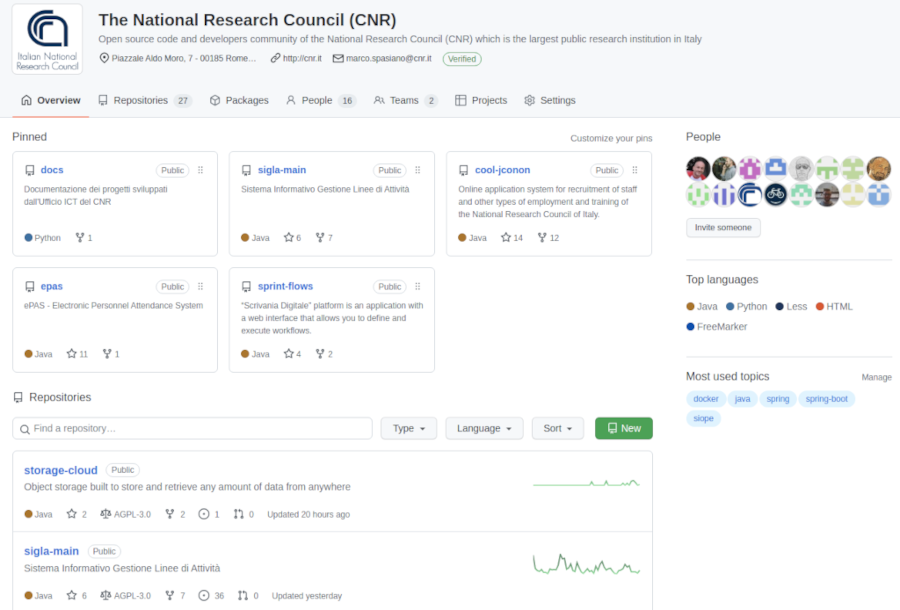 The National Research Council (CNR)
Open source code and developers community of the National Research Council (CNR) which is the largest public research institution in Italy
Italian National
Research Council
Piazzale Aldo Moro, 7 - 00185 Rome… http://cnr.it marco.spasiano@cnr.it Verified
Overview Repositories 27 Packages People 16 Teams 2 Projects Settings
Pinned Customize your pins
docs Public
Documentazione dei progetti sviluppati
dall'Ufficio ICT del CNR
Python 1
sigla-main Public
Sistema Informativo Gestione Linee di Attività
Java 6 7
cool-jconon Public
Online application system for recruitment of staff
and other types of employment and training of
the National Research Council of Italy.
Java 14 12
epas Public
ePAS - Electronic Personnel Attendance System
Java 11 1
sprint-flows Public
“Scrivania Digitale” platform is an application with
a web interface that allows you to define and
execute workflows.
Java 4 2
Repositories
Find a repository… Type Language Sort New
storage-cloud Public
Object storage built to store and retrieve any amount of data from anywhere
Java 2 AGPL-3.0 2 1 0 Updated 20 hours ago
sigla-main Public
Sistema Informativo Gestione Linee di Attività
Java 6 AGPL-3.0 7 36 0 Updated yesterday
People
Invite someone
Top languages
Java Python Less HTML
FreeMarker
Most used topics Manage
docker java spring spring-boot
siope